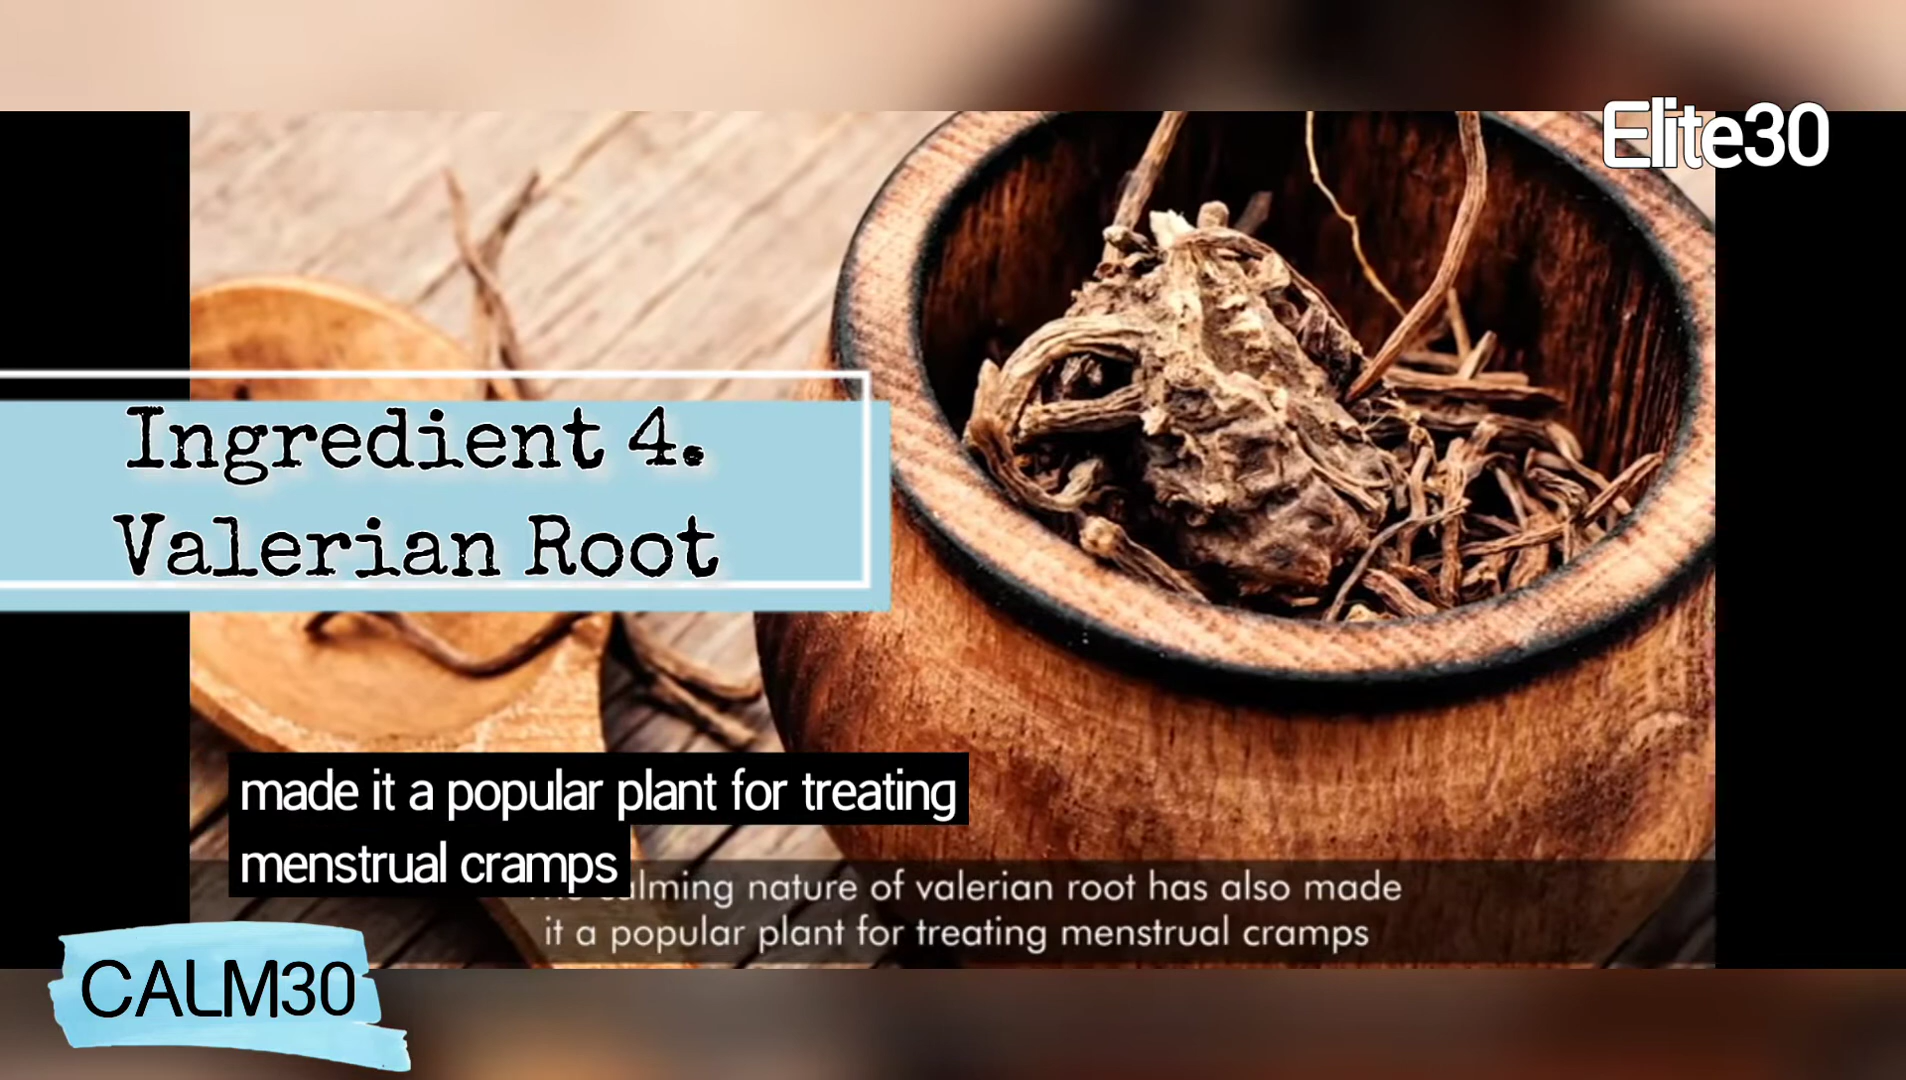 Elite30
Ingredient 4.
Valerian Root
made it a popular plant for treating
menstrual cramps
alming nature of valerian root has also made
it a popular plant for treating menstrual cramps
CALM30